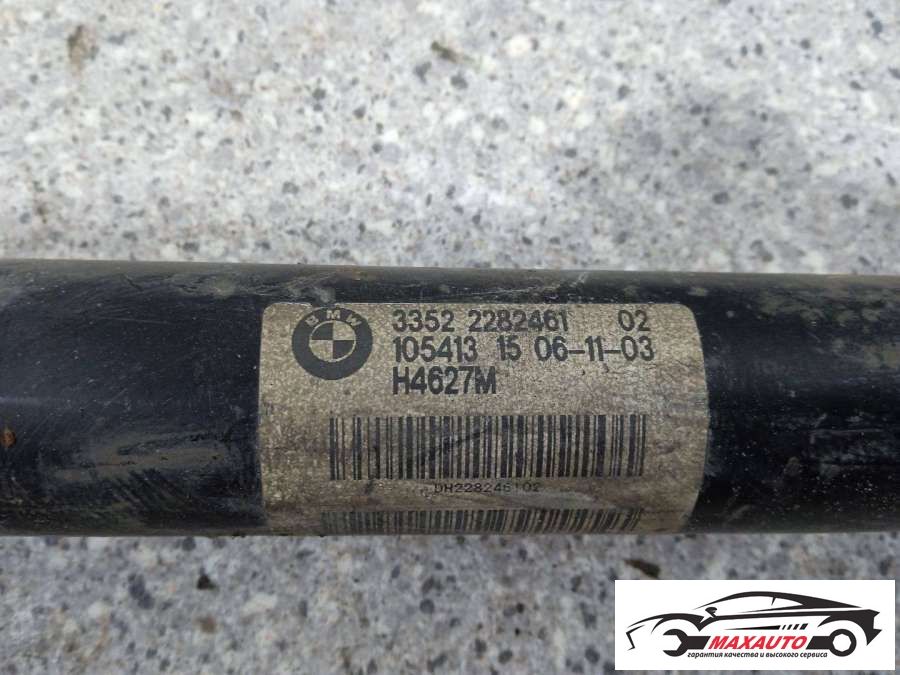 BMW
3352 2282461 02
105413 15 06-11-03
H4627M
DH228246102
MAXAUTO
гарантия качества и высокого сервиса